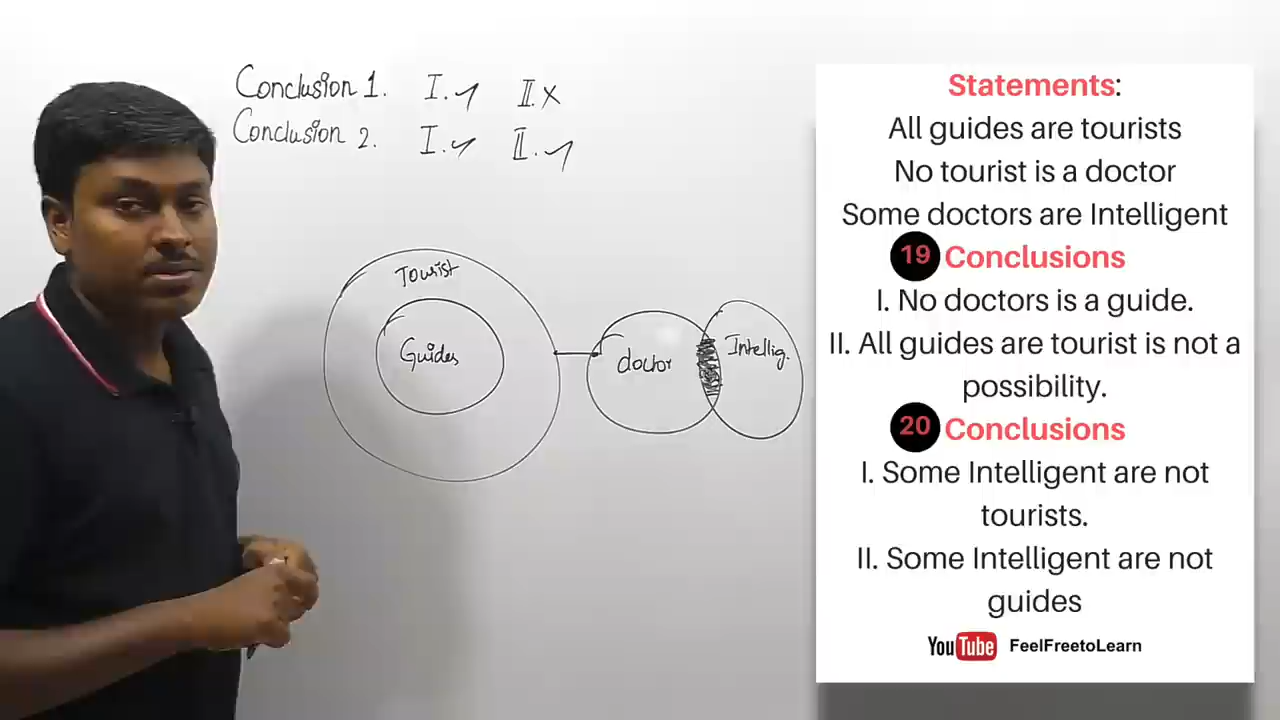 Conclusion 1. I. ✓ II. ×
Conclusion 2. I. ✓ II. ✓
Tourist
Guides
doctor
Intellig.
Statements:
All guides are tourists
No tourist is a doctor
Some doctors are Intelligent
19 Conclusions
I. No doctors is a guide.
II. All guides are tourist is not a
possibility.
20 Conclusions
I. Some Intelligent are not
tourists.
II. Some Intelligent are not
guides
YouTube FeelFreetoLearn